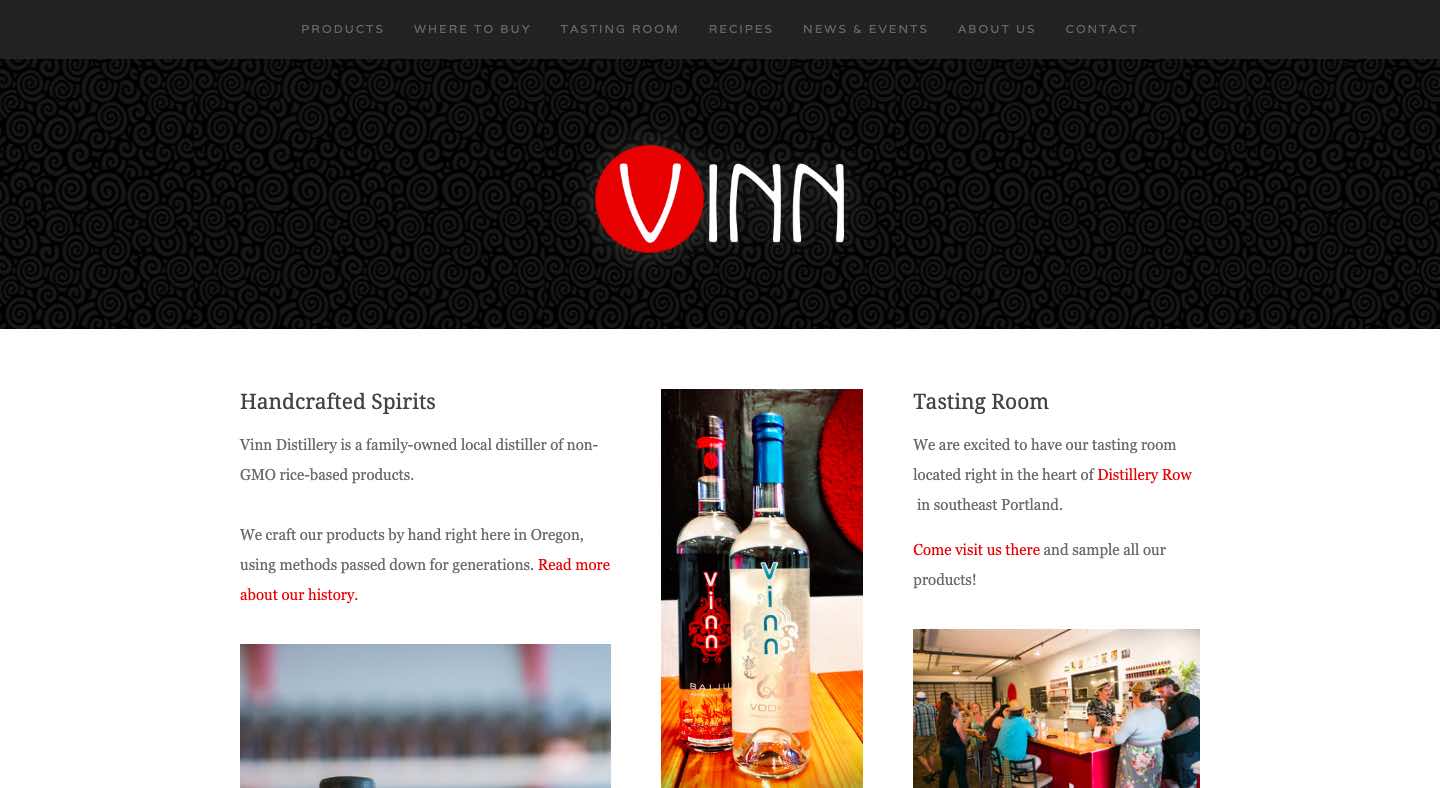 PRODUCTS WHERE TO BUY TASTING ROOM RECIPES NEWS & EVENTS ABOUT US CONTACT
VINN
Handcrafted Spirits
Vinn Distillery is a family-owned local distiller of non-
GMO rice-based products.
We craft our products by hand right here in Oregon,
using methods passed down for generations. Read more
about our history.
vinn
BAIJIU
vinn
VODKA
Tasting Room
We are excited to have our tasting room
located right in the heart of Distillery Row
in southeast Portland.
Come visit us there and sample all our
products!